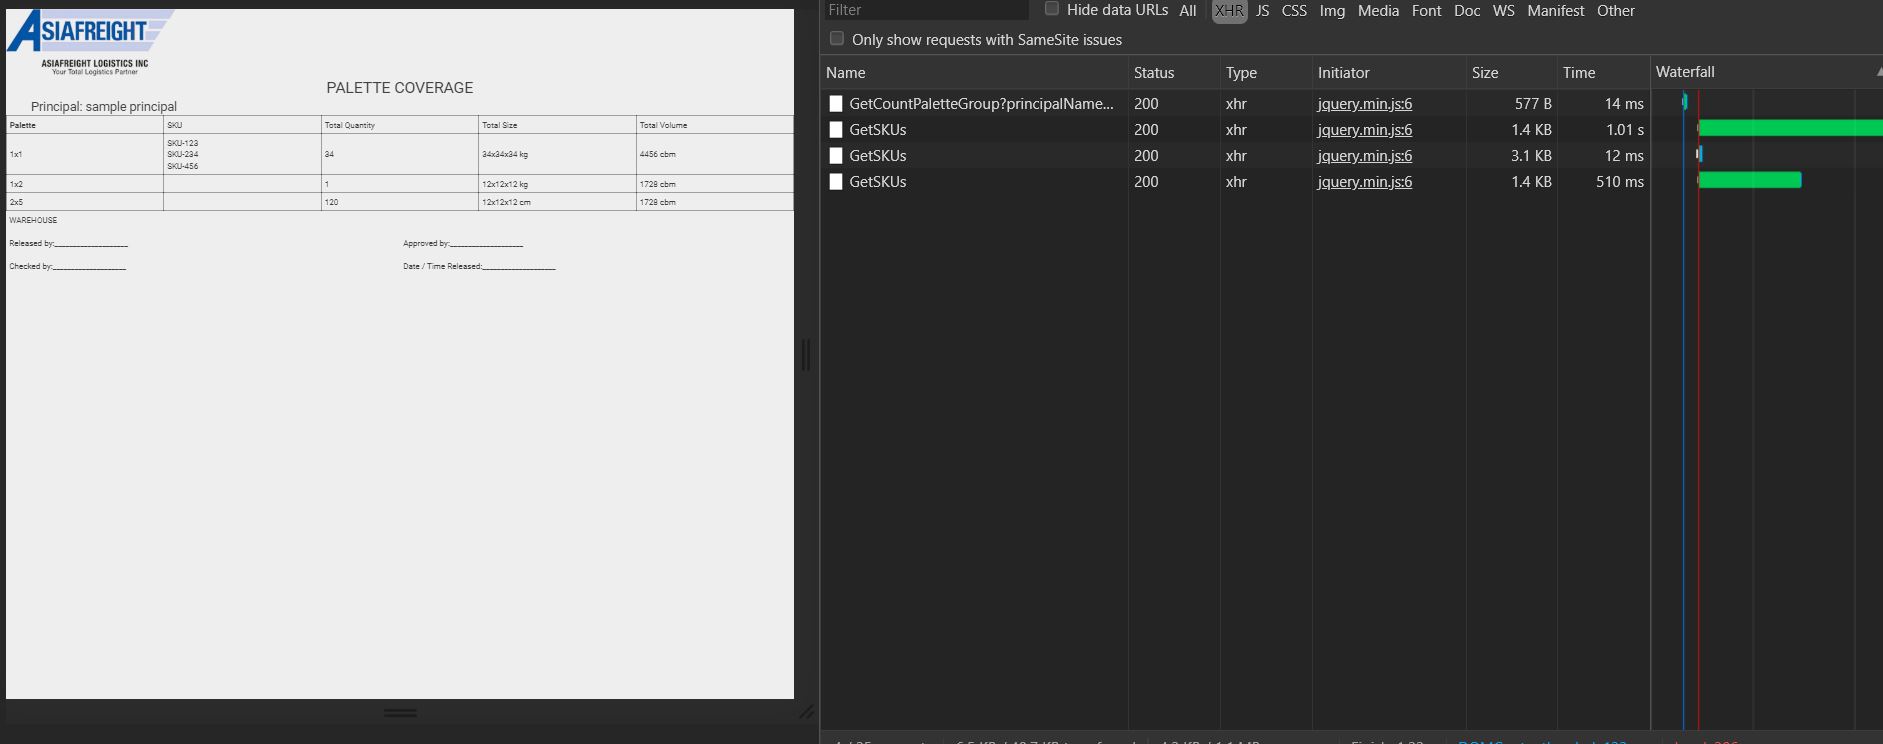 ASIAFREIGHT
ASIAFREIGHT LOGISTICS INC
Your Total Logistics Partner
PALETTE COVERAGE
Principal: sample principal
Palette SKU Total Quantity Total Size Total Volume
1x1 SKU-123 SKU-234 SKU-456 34 34x34x34 kg 4456 cbm
1x2 1 12x12x12 kg 1728 cbm
2x5 120 12x12x12 cm 1728 cbm
WAREHOUSE
Released by:____________________ Approved by:____________________
Checked by:____________________ Date / Time Released:____________________
Filter Hide data URLs All XHR JS CSS Img Media Font Doc WS Manifest Other
Only show requests with SameSite issues
Name Status Type Initiator Size Time Waterfall
GetCountPaletteGroup?principalName... 200 xhr jquery.min.js:6 577 B 14 ms
GetSKUs 200 xhr jquery.min.js:6 1.4 KB 1.01 s
GetSKUs 200 xhr jquery.min.js:6 3.1 KB 12 ms
GetSKUs 200 xhr jquery.min.js:6 1.4 KB 510 ms